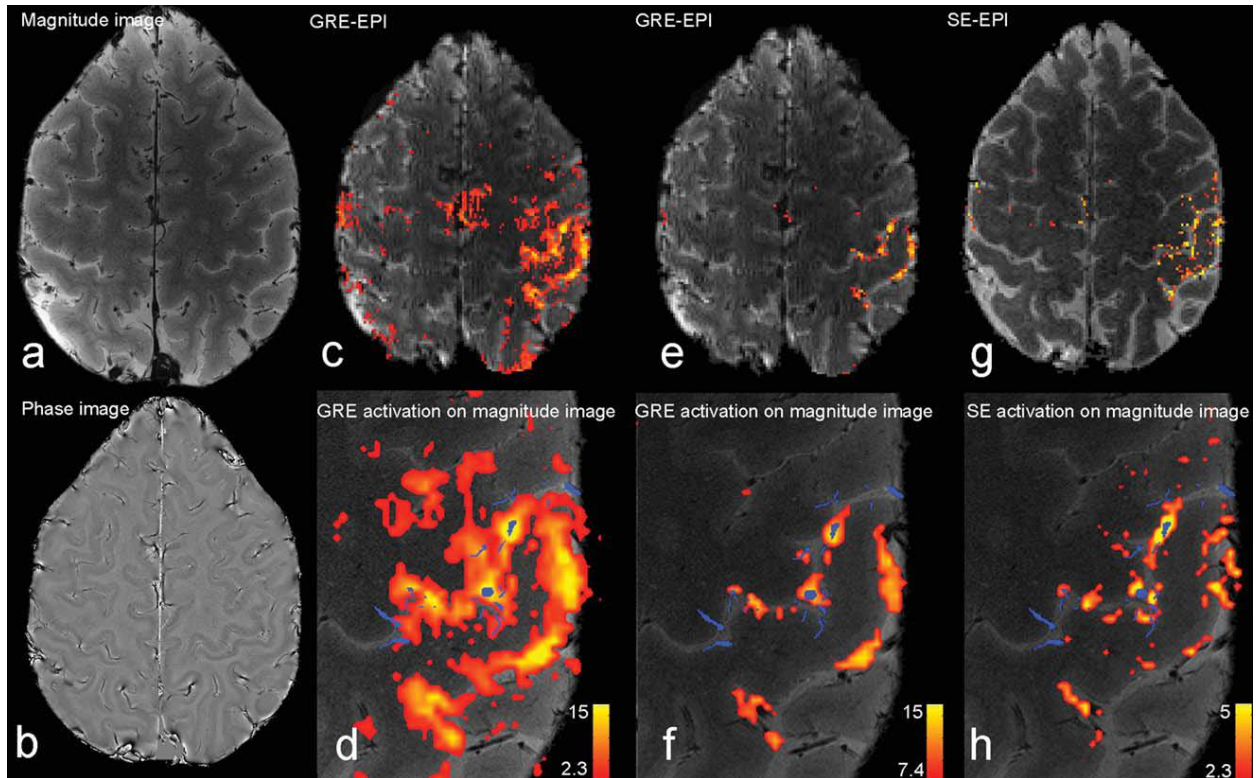 Magnitude image
GRE-EPI
GRE-EPI
SE-EPI
a
c
e
g
Phase image
GRE activation on magnitude image
GRE activation on magnitude image
SE activation on magnitude image
15
15
5
b
d
f
h
2.3
7.4
2.3